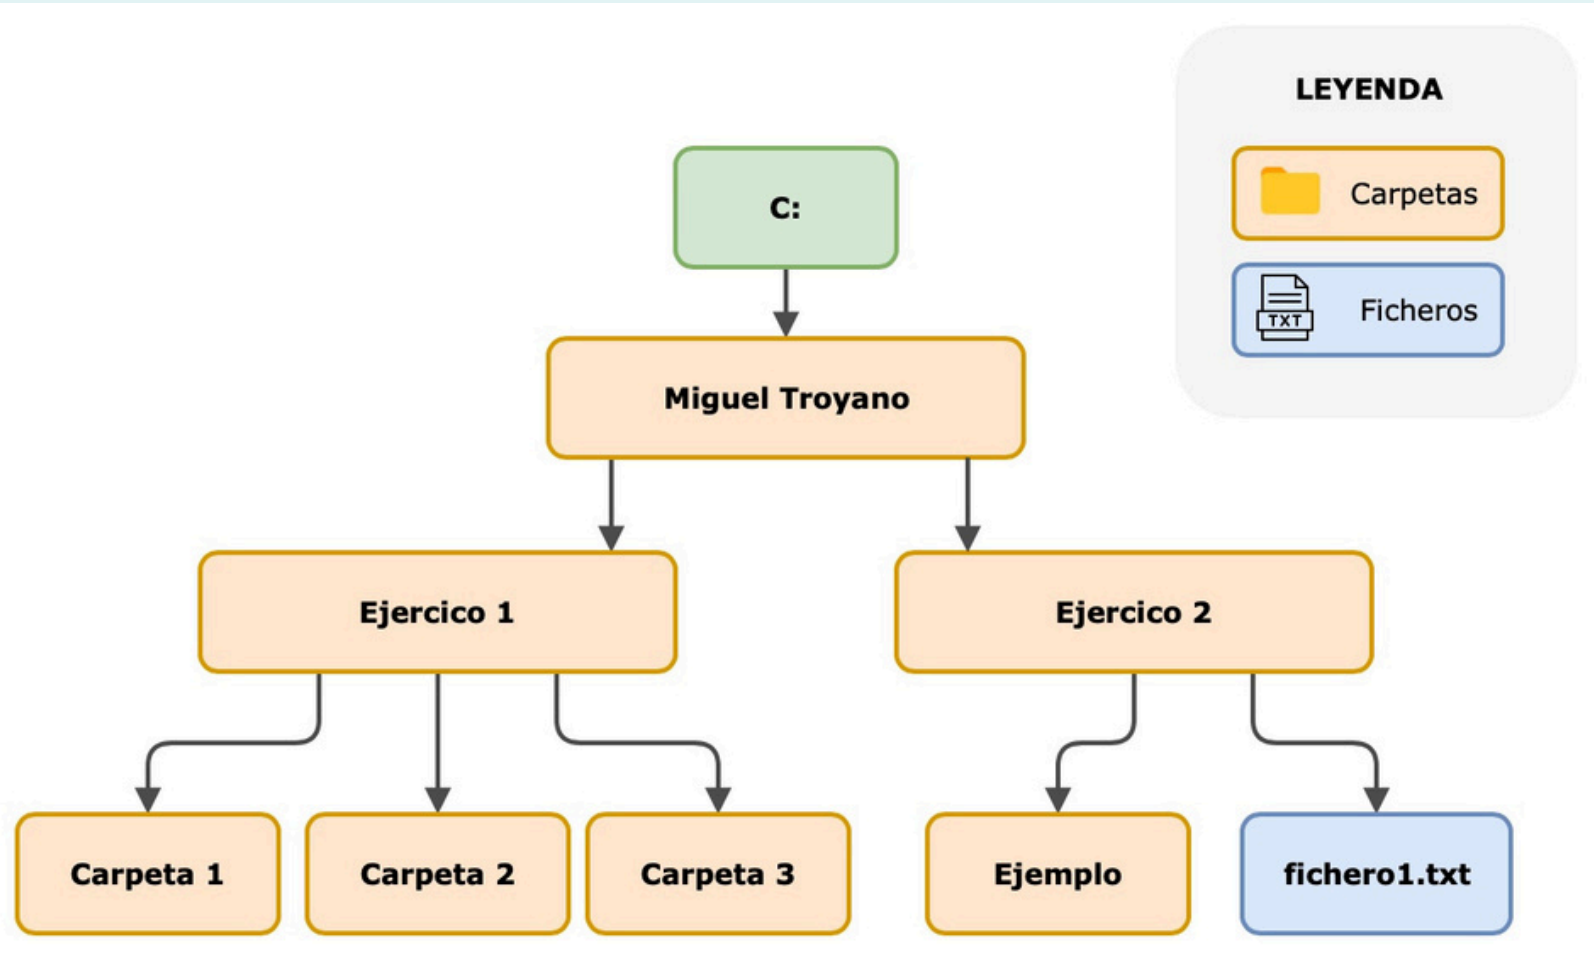 LEYENDA
Carpetas
TXT
Ficheros
C:
Miguel Troyano
Ejercico 1
Ejercico 2
Carpeta 1
Carpeta 2
Carpeta 3
Ejemplo
fichero1.txt